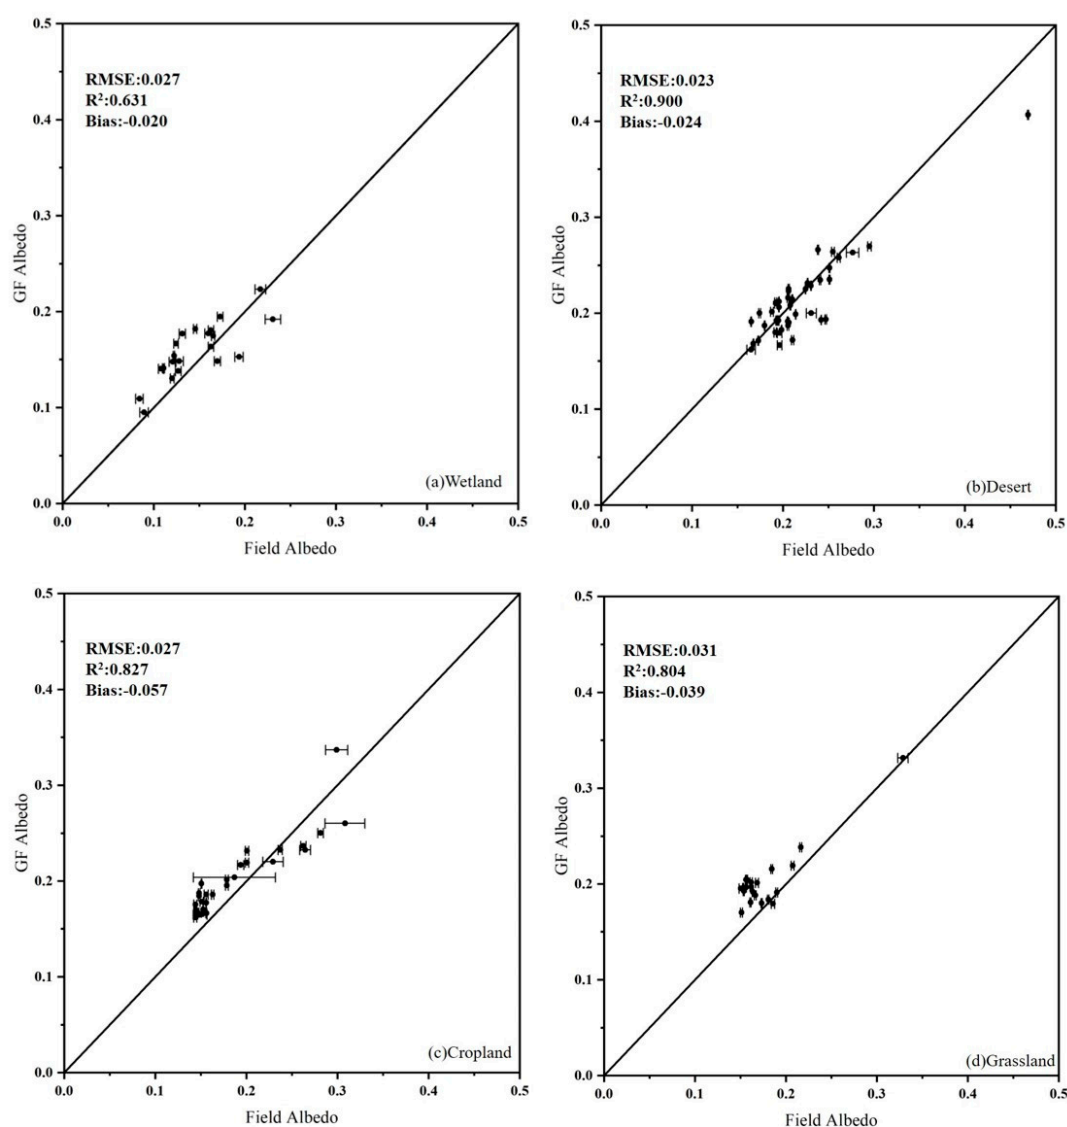 0.5
0.4
0.3
0.2
0.1
0.0
GF Albedo
RMSE:0.027
R²:0.631
Bias:-0.020
(a)Wetland
0.0 0.1 0.2 0.3 0.4 0.5
Field Albedo
0.5
0.4
0.3
0.2
0.1
0.0
GF Albedo
RMSE:0.023
R²:0.900
Bias:-0.024
(b)Desert
0.0 0.1 0.2 0.3 0.4 0.5
Field Albedo
0.5
0.4
0.3
0.2
0.1
0.0
GF Albedo
RMSE:0.027
R²:0.827
Bias:-0.057
(c)Cropland
0.0 0.1 0.2 0.3 0.4 0.5
Field Albedo
0.5
0.4
0.3
0.2
0.1
0.0
GF Albedo
RMSE:0.031
R²:0.804
Bias:-0.039
(d)Grassland
0.0 0.1 0.2 0.3 0.4 0.5
Field Albedo